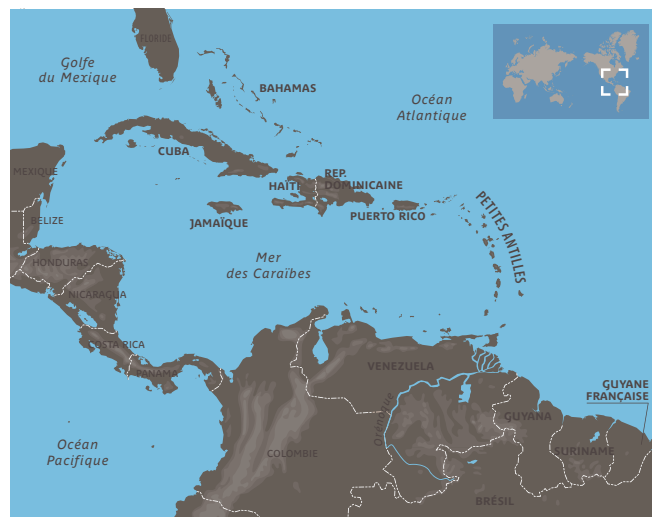 FLORIDE
Golfe
du Mexique
BAHAMAS
Océan
Atlantique
CUBA
MEXIQUE
HAÏTI
REP.
DOMINICAINE
PUERTO RICO
PETITES ANTILLES
BELIZE
JAMAÏQUE
Mer
des Caraïbes
HONDURAS
NICARAGUA
COSTA RICA
PANAMA
VENEZUELA
GUYANE
FRANÇAISE
Orénoque
GUYANA
Océan
Pacifique
COLOMBIE
SURINAME
BRÉSIL